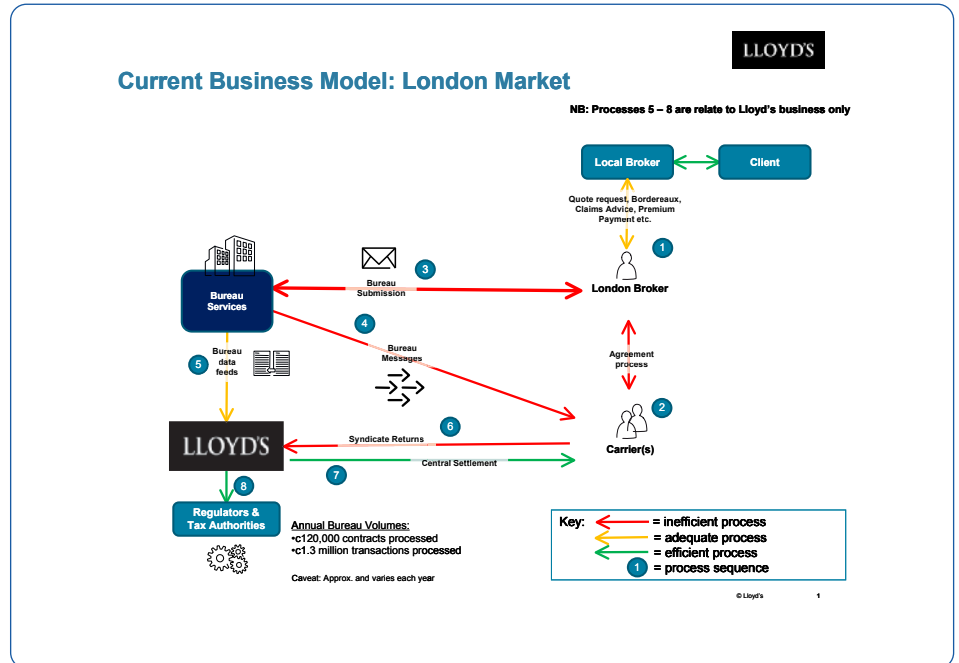 LLOYD'S
Current Business Model: London Market
NB: Processes 5 – 8 are relate to Lloyd's business only
Local Broker
Client
Quote request, Bordereaux,
Claims Advice, Premium
Payment etc.
1
London Broker
3
Bureau
Submission
Bureau
Services
4
Bureau
Messages
Agreement
process
5
Bureau
data
feeds
2
Carrier(s)
6
Syndicate Returns
LLOYD'S
Central Settlement
7
8
Regulators &
Tax Authorities
Annual Bureau Volumes:
•c120,000 contracts processed
•c1.3 million transactions processed
Caveat: Approx. and varies each year
Key:
= inefficient process
= adequate process
= efficient process
1 = process sequence
© Lloyd's
1